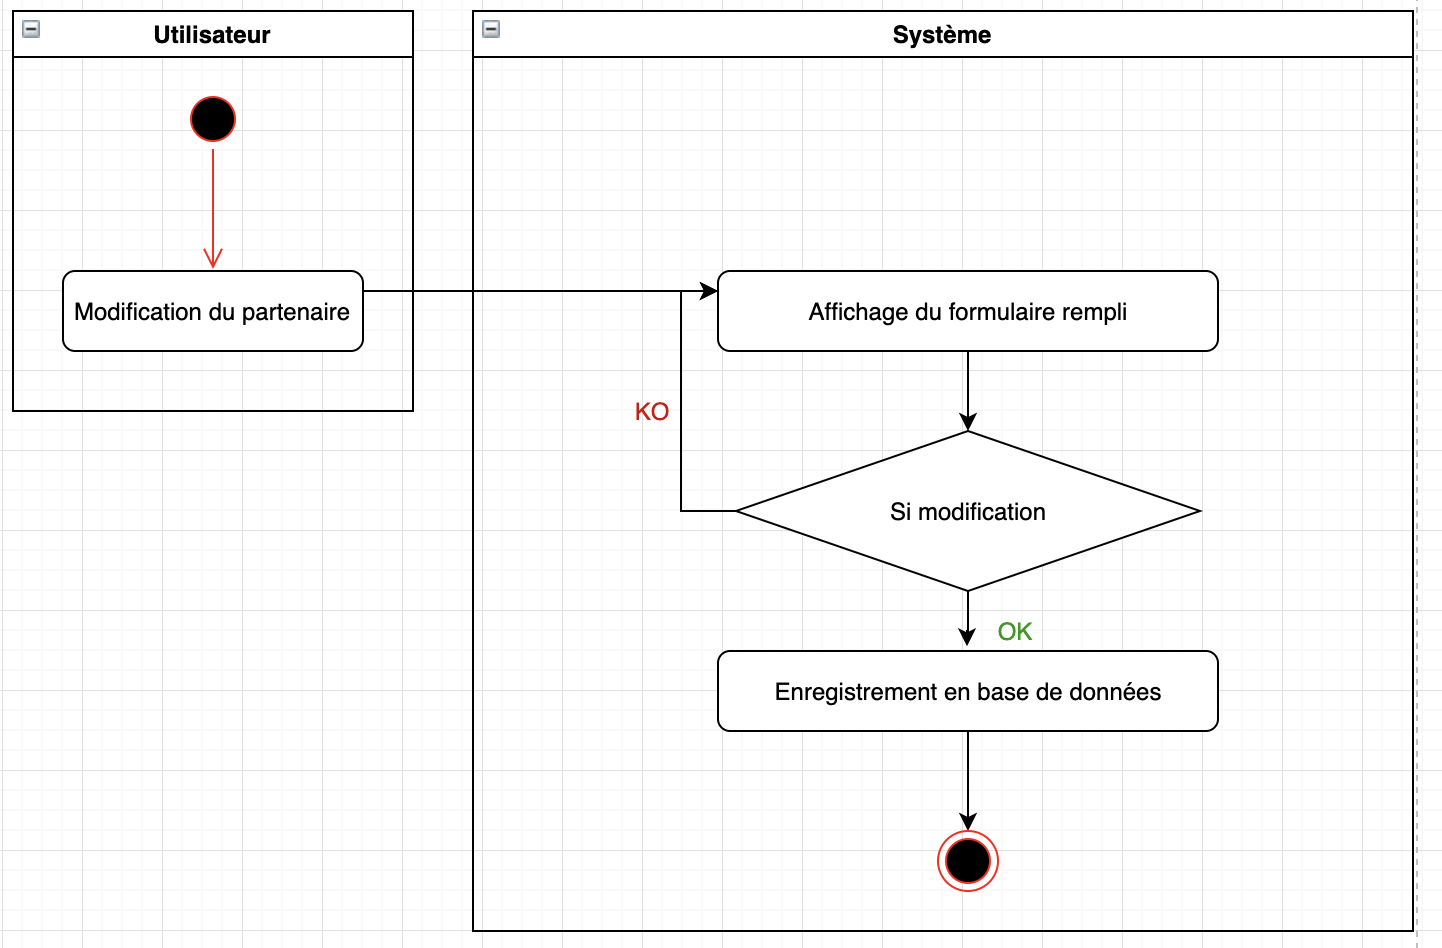 Utilisateur
Système
Modification du partenaire
Affichage du formulaire rempli
KO
Si modification
OK
Enregistrement en base de données